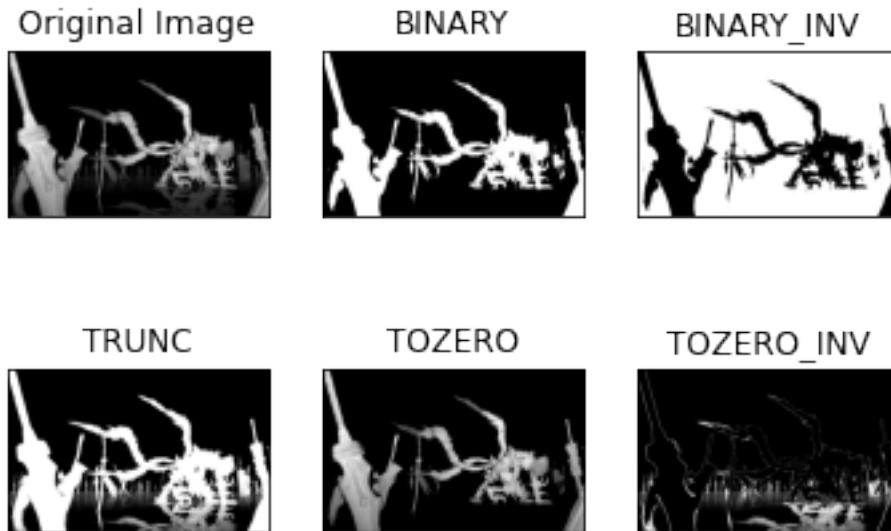 Original Image
BINARY
BINARY_INV
TRUNC
TOZERO
TOZERO_INV